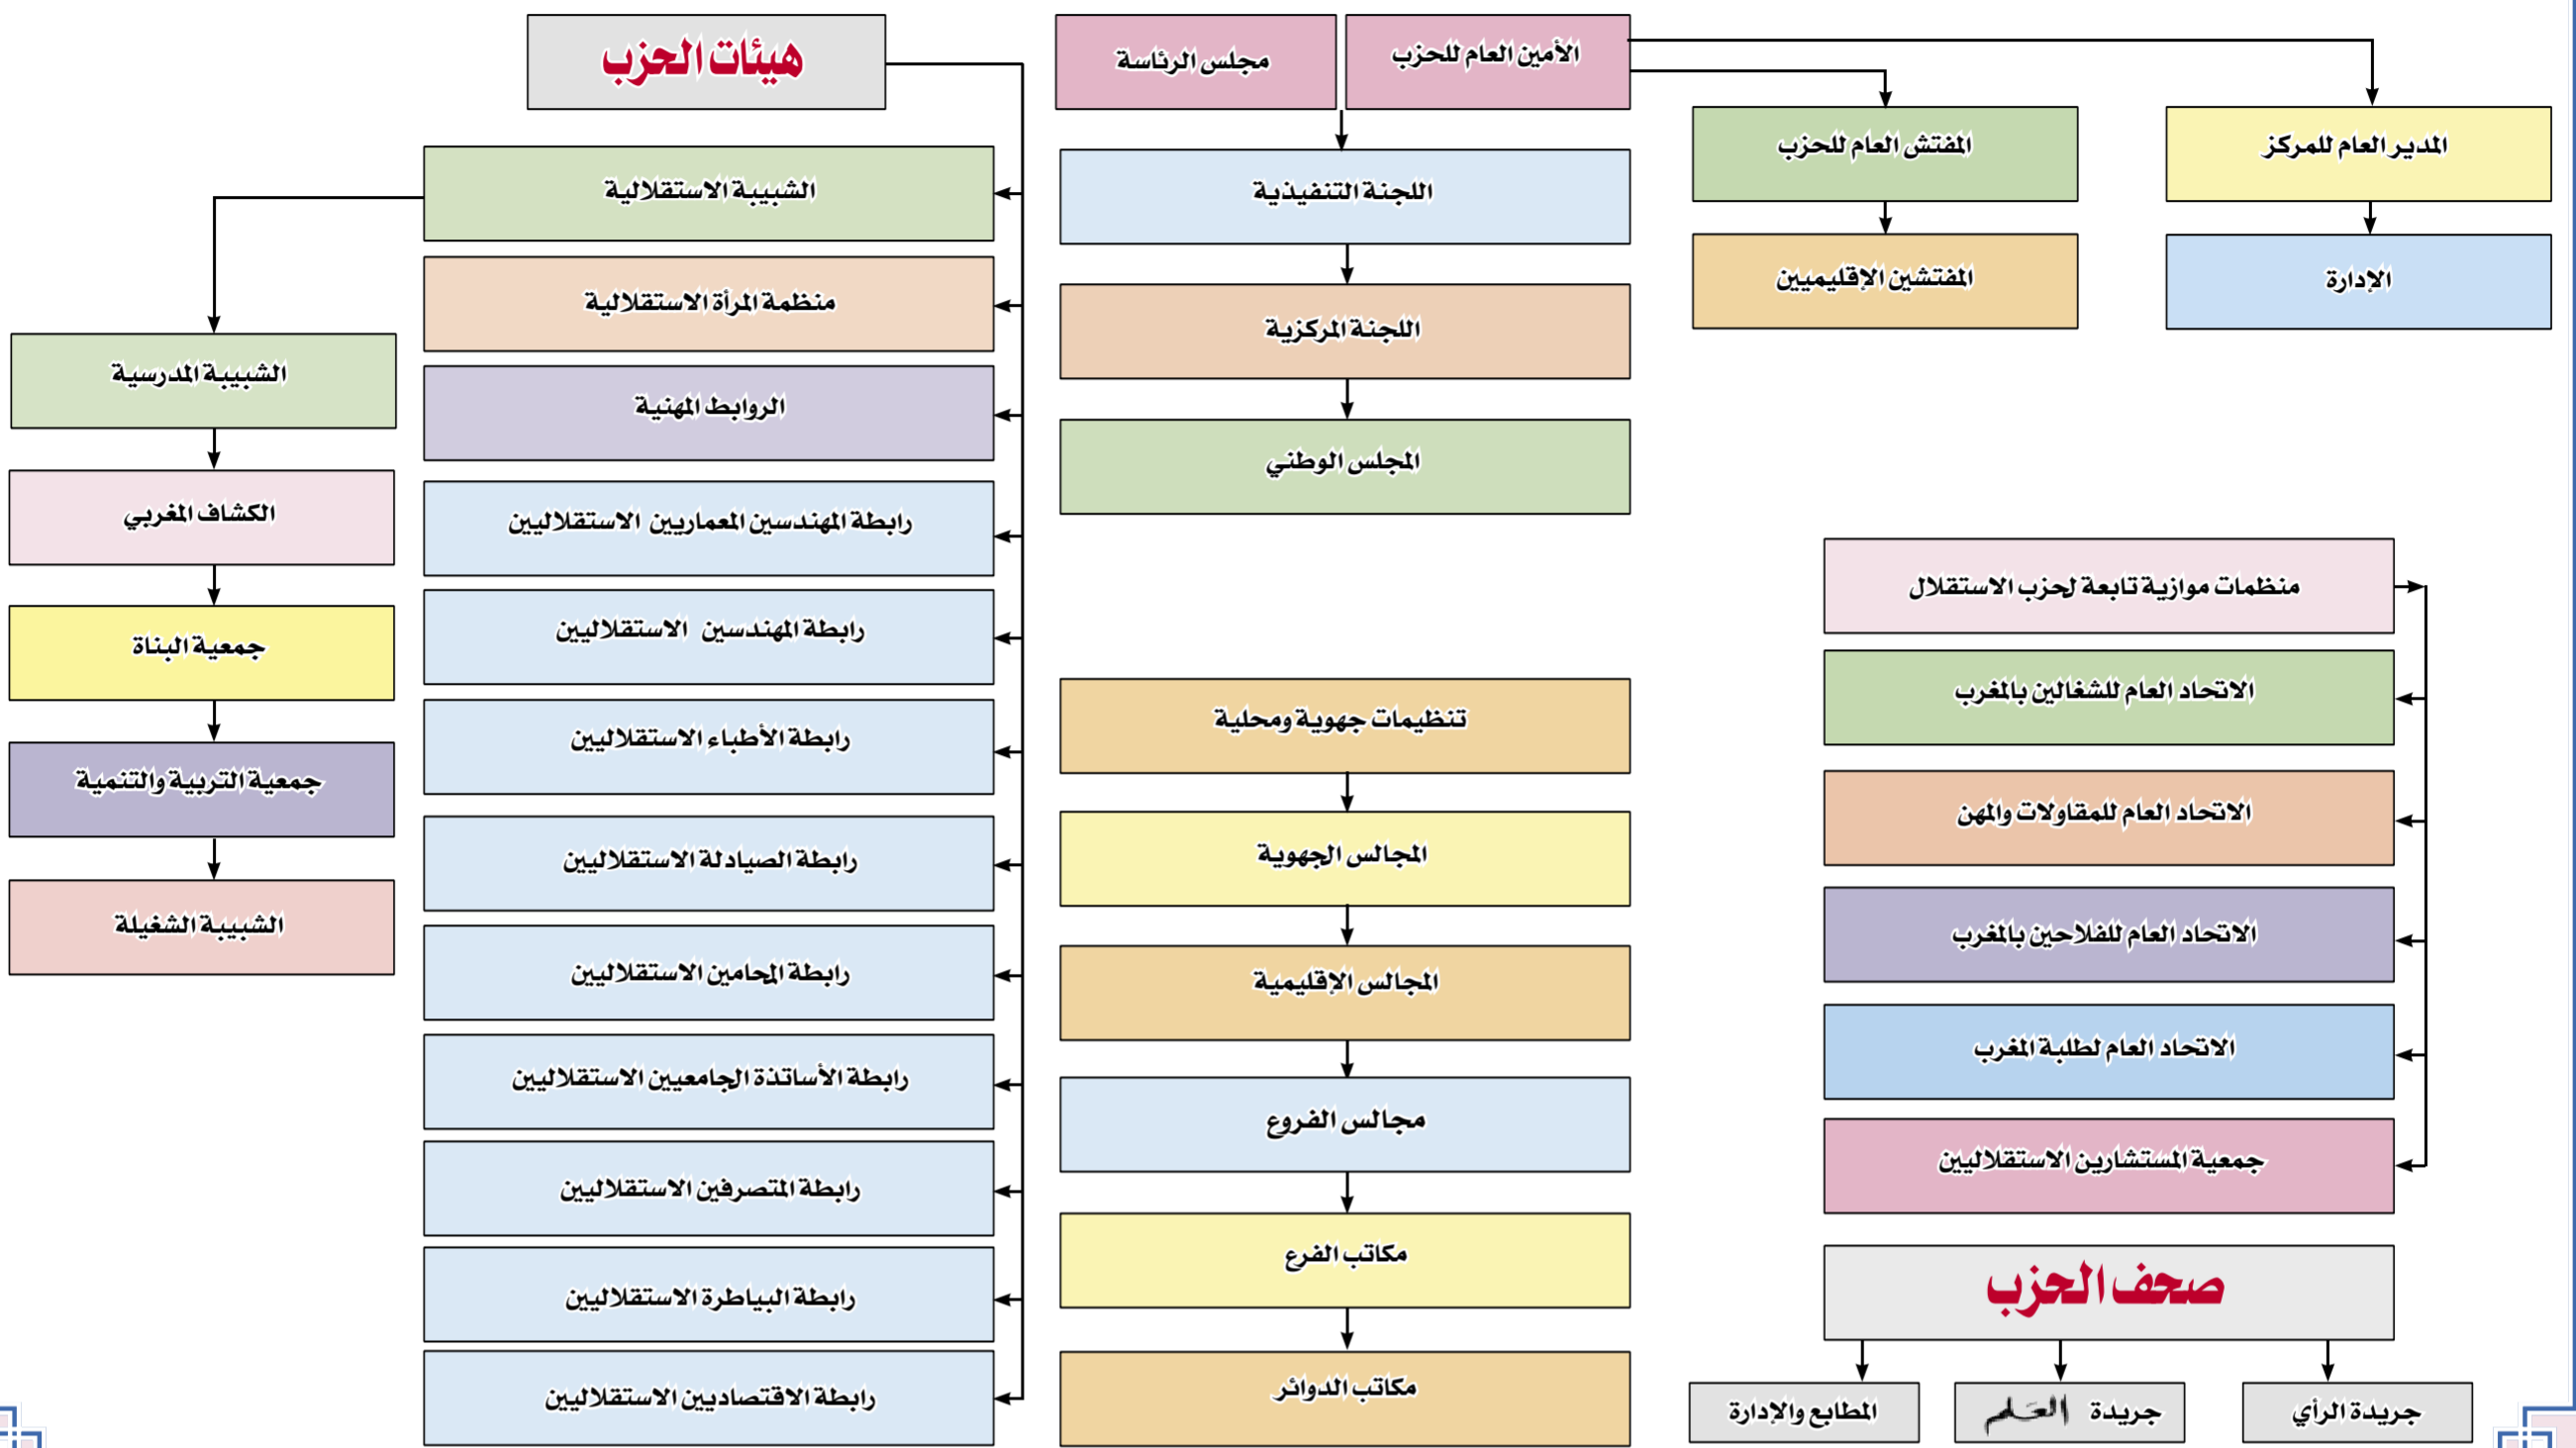 الأمين العام للحزب
مجلس الرئاسة
المدير العام للمركز
الإدارة
المفتش العام للحزب
المفتشين الإقليميين
اللجنة التنفيذية
اللجنة المركزية
المجلس الوطني
منظمات موازية تابعة لحزب الاستقلال
الاتحاد العام للشغالين بالمغرب
الاتحاد العام للمقاولات والمهن
الاتحاد العام للفلاحين بالمغرب
الاتحاد العام لطلبة المغرب
جمعية المستشارين الاستقلاليين
صحف الحزب
جريدة الرأي
جريدة العَلم
المطابع والإدارة
تنظيمات جهوية ومحلية
المجالس الجهوية
المجالس الإقليمية
مجالس الفروع
مكاتب الفرع
مكاتب الدوائر
هيئات الحزب
الشبيبة الاستقلالية
منظمة المرأة الاستقلالية
الروابط المهنية
رابطة المهندسين المعماريين الاستقلاليين
رابطة المهندسين الاستقلاليين
رابطة الأطباء الاستقلاليين
رابطة الصيادلة الاستقلاليين
رابطة المحامين الاستقلاليين
رابطة الأساتذة الجامعيين الاستقلاليين
رابطة المتصرفين الاستقلاليين
رابطة البياطرة الاستقلاليين
رابطة الاقتصاديين الاستقلاليين
الشبيبة المدرسية
الكشاف المغربي
جمعية البناة
جمعية التربية والتنمية
الشبيبة الشغيلة